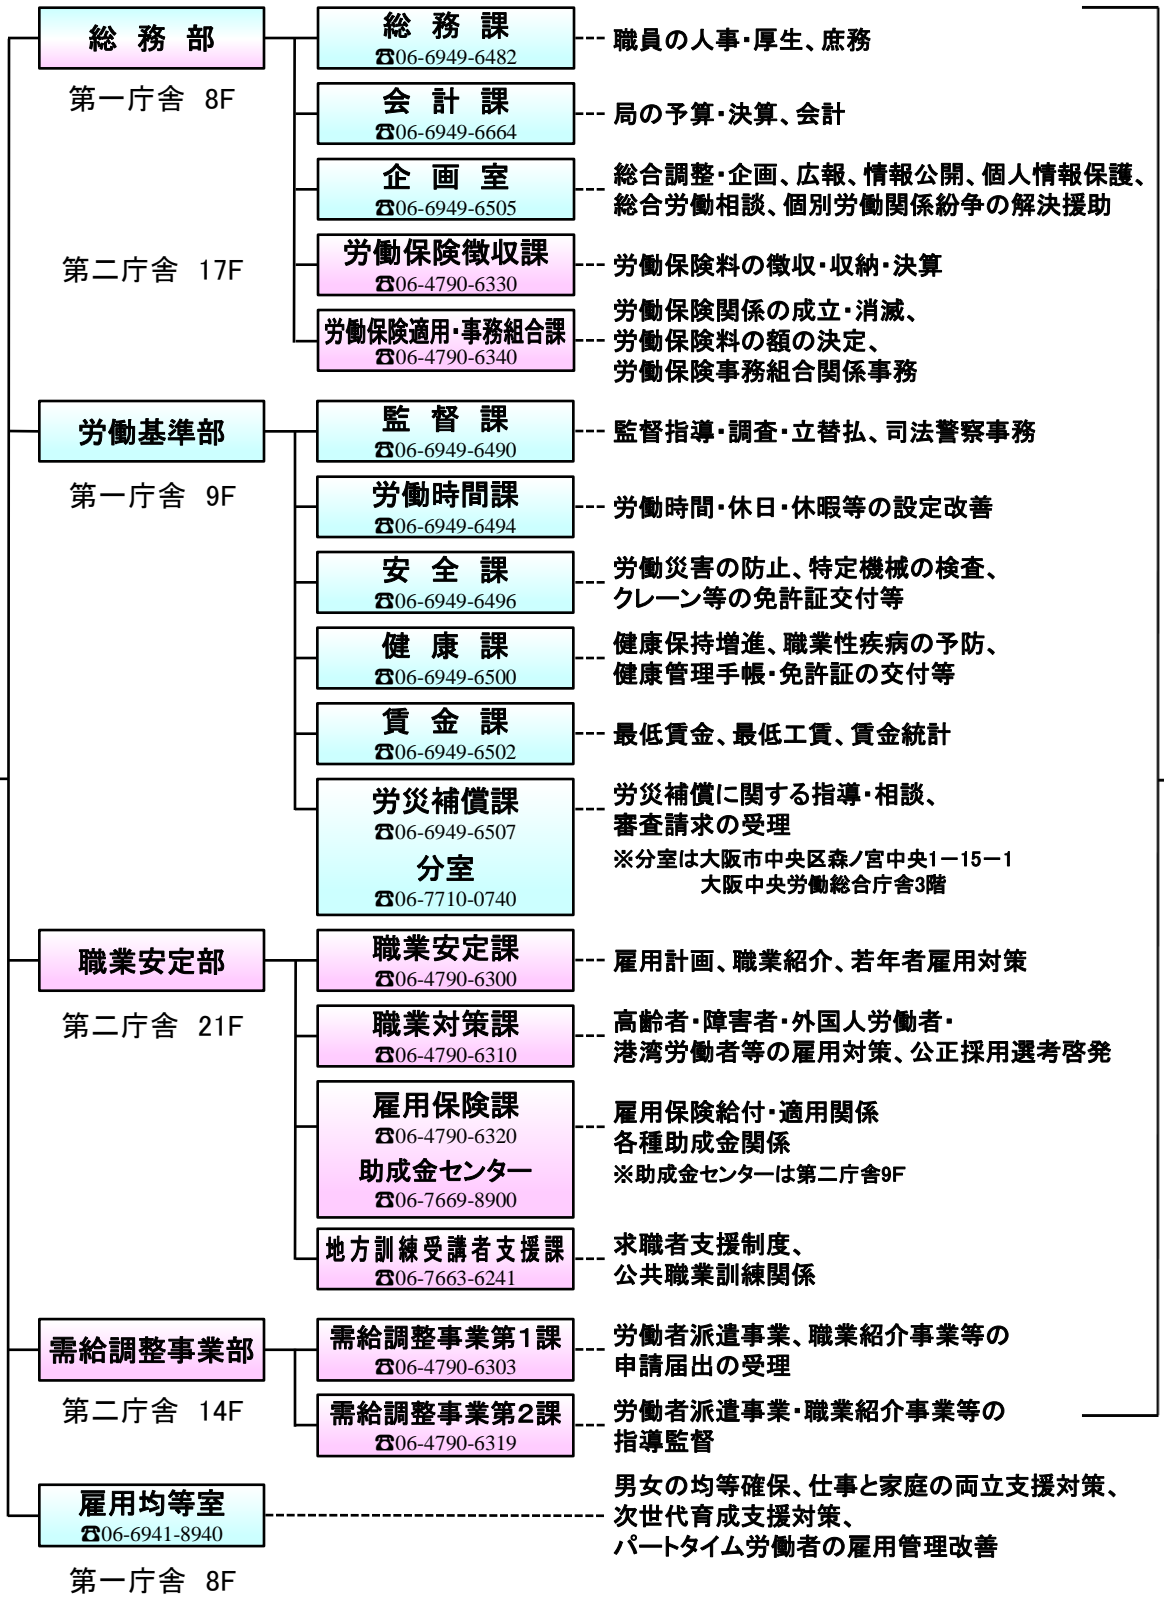 総務部
第一庁舎 8F
総務課
☎06-6949-6482
職員の人事・厚生、庶務
会計課
☎06-6949-6664
局の予算・決算、会計
企画室
☎06-6949-6505
総合調整・企画、広報、情報公開、個人情報保護、
総合労働相談、個別労働関係紛争の解決援助
第二庁舎 17F
労働保険徴収課
☎06-4790-6330
労働保険料の徴収・収納・決算
労働保険適用・事務組合課
☎06-4790-6340
労働保険関係の成立・消滅、
労働保険料の額の決定、
労働保険事務組合関係事務
労働基準部
第一庁舎 9F
監督課
☎06-6949-6490
監督指導・調査・立替払、司法警察事務
労働時間課
☎06-6949-6494
労働時間・休日・休暇等の設定改善
安全課
☎06-6949-6496
労働災害の防止、特定機械の検査、
クレーン等の免許証交付等
健康課
☎06-6949-6500
健康保持増進、職業性疾病の予防、
健康管理手帳・免許証の交付等
賃金課
☎06-6949-6502
最低賃金、最低工賃、賃金統計
労災補償課
☎06-6949-6507
分室
☎06-7710-0740
労災補償に関する指導・相談、
審査請求の受理
※分室は大阪市中央区森ノ宮中央1－15－1
大阪中央労働総合庁舎3階
職業安定部
第二庁舎 21F
職業安定課
☎06-4790-6300
雇用計画、職業紹介、若年者雇用対策
職業対策課
☎06-4790-6310
高齢者・障害者・外国人労働者・
港湾労働者等の雇用対策、公正採用選考啓発
雇用保険課
☎06-4790-6320
助成金センター
☎06-7669-8900
雇用保険給付・適用関係
各種助成金関係
※助成金センターは第二庁舎9F
地方訓練受講者支援課
☎06-7663-6241
求職者支援制度、
公共職業訓練関係
需給調整事業部
第二庁舎 14F
需給調整事業第1課
☎06-4790-6303
労働者派遣事業、職業紹介事業等の
申請届出の受理
需給調整事業第2課
☎06-4790-6319
労働者派遣事業・職業紹介事業等の
指導監督
雇用均等室
☎06-6941-8940
第一庁舎 8F
男女の均等確保、仕事と家庭の両立支援対策、
次世代育成支援対策、
パートタイム労働者の雇用管理改善